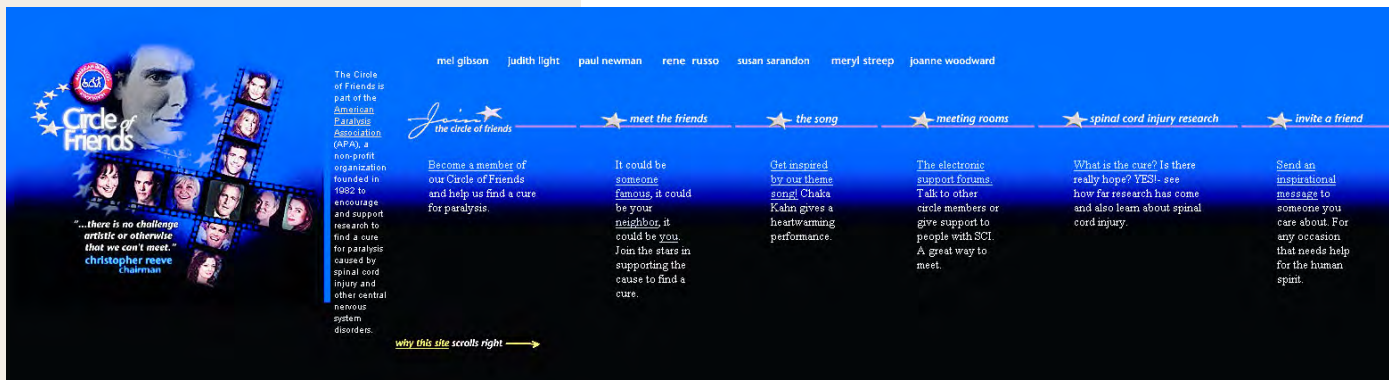 mel gibson judith light paul newman rene russo susan sarandon meryl streep joanne woodward
Circle of
Friends
"...there is no challenge
artistic or otherwise
that we con't meet."
christopher reeve
chairman
The Circle
of Friends is
part of the
American
Paralysis
Association
(APA), a
non-profit
organization
founded in
1982 to
encourage
and support
research to
find a cure
for paralysis
caused by
spinal cord
injury and
other central
nervous
system
disorders.
Join
the circle of friends
Become a member of
our Circle of Friends
and help us find a cure
for paralysis.
meet the friends
It could be
someone
famous, it could
be your
neighbor, it
could be you.
Join the stars in
supporting the
cause to find a
cure.
the song
Get inspired
by our theme
song! Chaka
Kahn gives a
heartwarming
performance.
meeting rooms
The electronic
support forums.
Talk to other
circle members or
give support to
people with SCI.
A great way to
meet.
spinal cord injury research
What is the cure? Is there
really hope? YES!- see
how far research has come
and also learn about spinal
cord injury.
invite a friend
Send an
inspirational
message to
someone you
care about. For
any occasion
that needs help
for the human
spirit.
why this site scrolls right